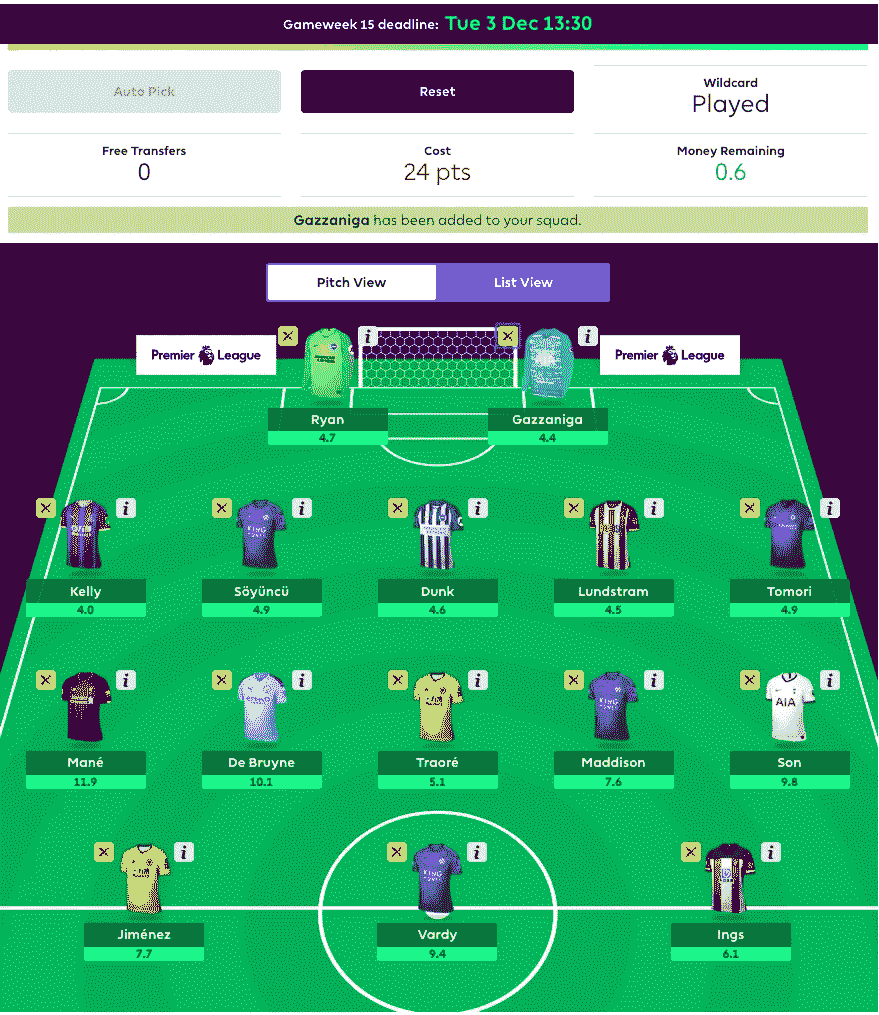 Gameweek 15 deadline: Tue 3 Dec 13:30
Auto Pick
Reset
Wildcard
Played
Free Transfers
0
Cost
24 pts
Money Remaining
0.6
Gazzaniga has been added to your squad.
Pitch View
List View
Premier League
Premier League
Ryan
4.7
Gazzaniga
4.4
Kelly
4.0
Söyüncü
4.9
Dunk
4.6
Lundstram
4.5
Tomori
4.9
Mané
11.9
De Bruyne
10.1
Traoré
5.1
Maddison
7.6
AIA
Son
9.8
Jiménez
7.7
Vardy
9.4
Ings
6.1